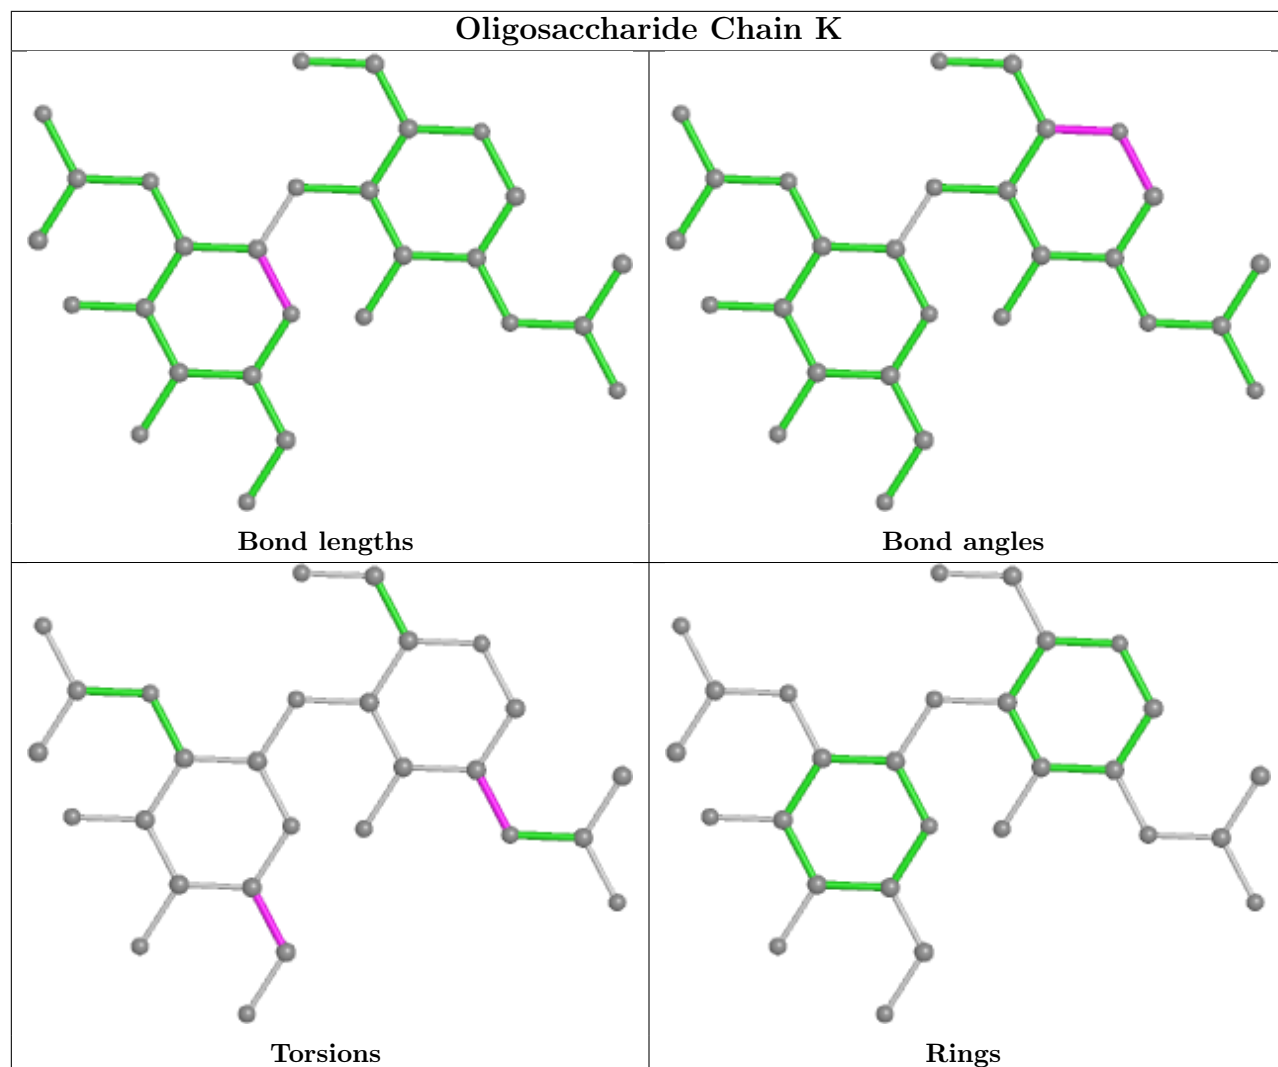 Oligosaccharide Chain K
Bond lengths
Bond angles
Torsions
Rings